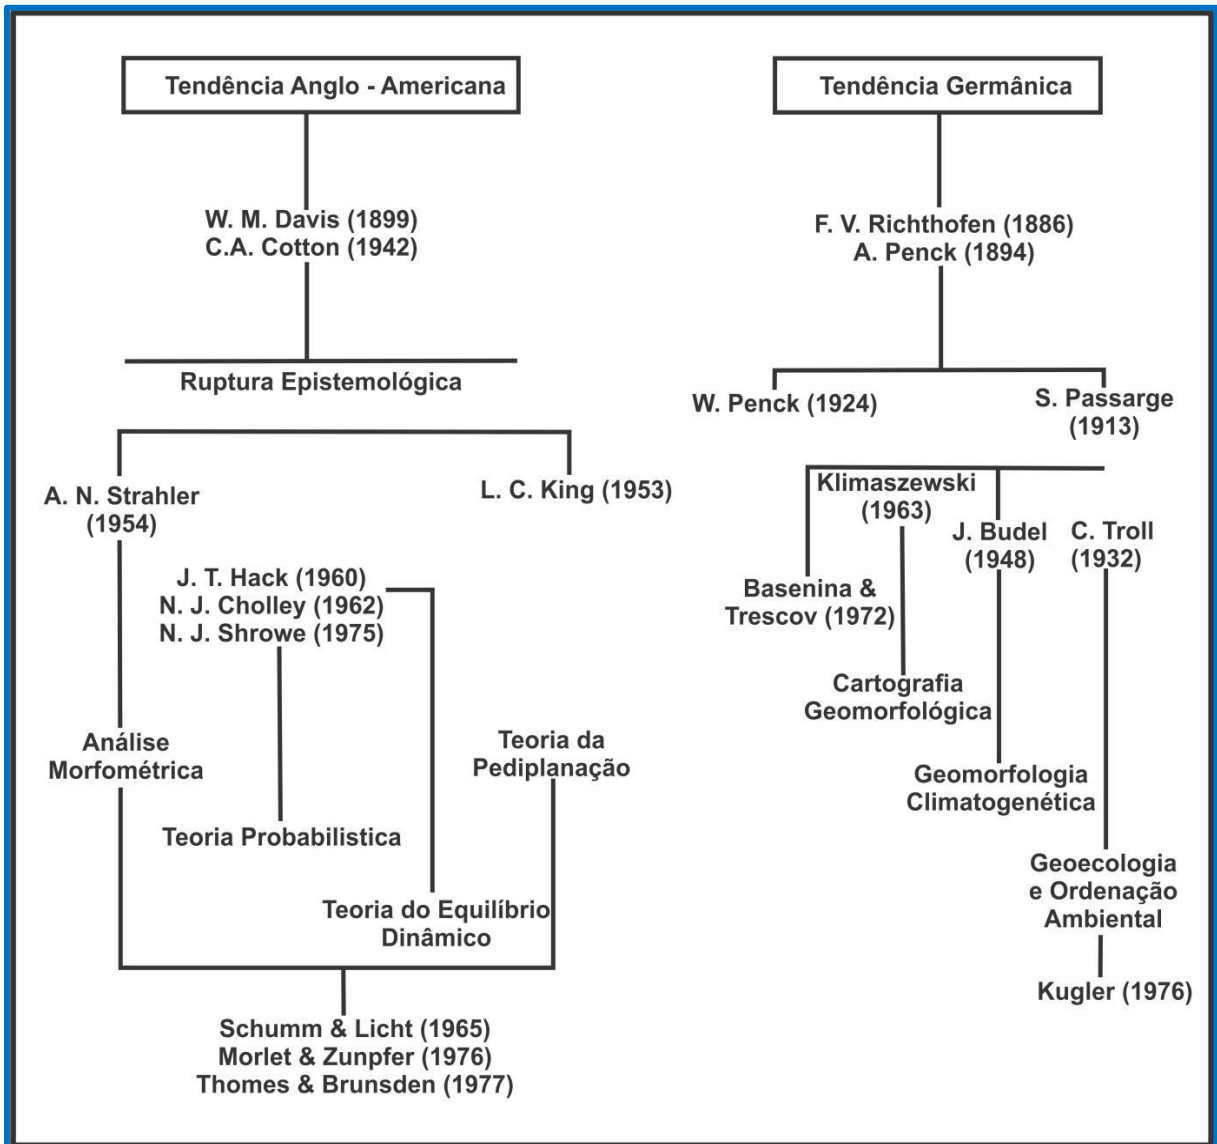 Tendência Anglo - Americana
W. M. Davis (1899)
C.A. Cotton (1942)
Ruptura Epistemológica
A. N. Strahler
(1954)
L. C. King (1953)
J. T. Hack (1960)
N. J. Cholley (1962)
N. J. Shrowe (1975)
Análise
Morfométrica
Teoria da
Pediplanação
Teoria Probabilistica
Teoria do Equilíbrio
Dinâmico
Schumm & Licht (1965)
Morlet & Zunpfer (1976)
Thomes & Brunsden (1977)
Tendência Germânica
F. V. Richthofen (1886)
A. Penck (1894)
W. Penck (1924)
S. Passarge
(1913)
Klimaszewski
(1963)
J. Budel
(1948)
C. Troll
(1932)
Basenina &
Trescov (1972)
Cartografia
Geomorfológica
Geomorfologia
Climatogenética
Geoecologia
e Ordenação
Ambiental
Kugler (1976)